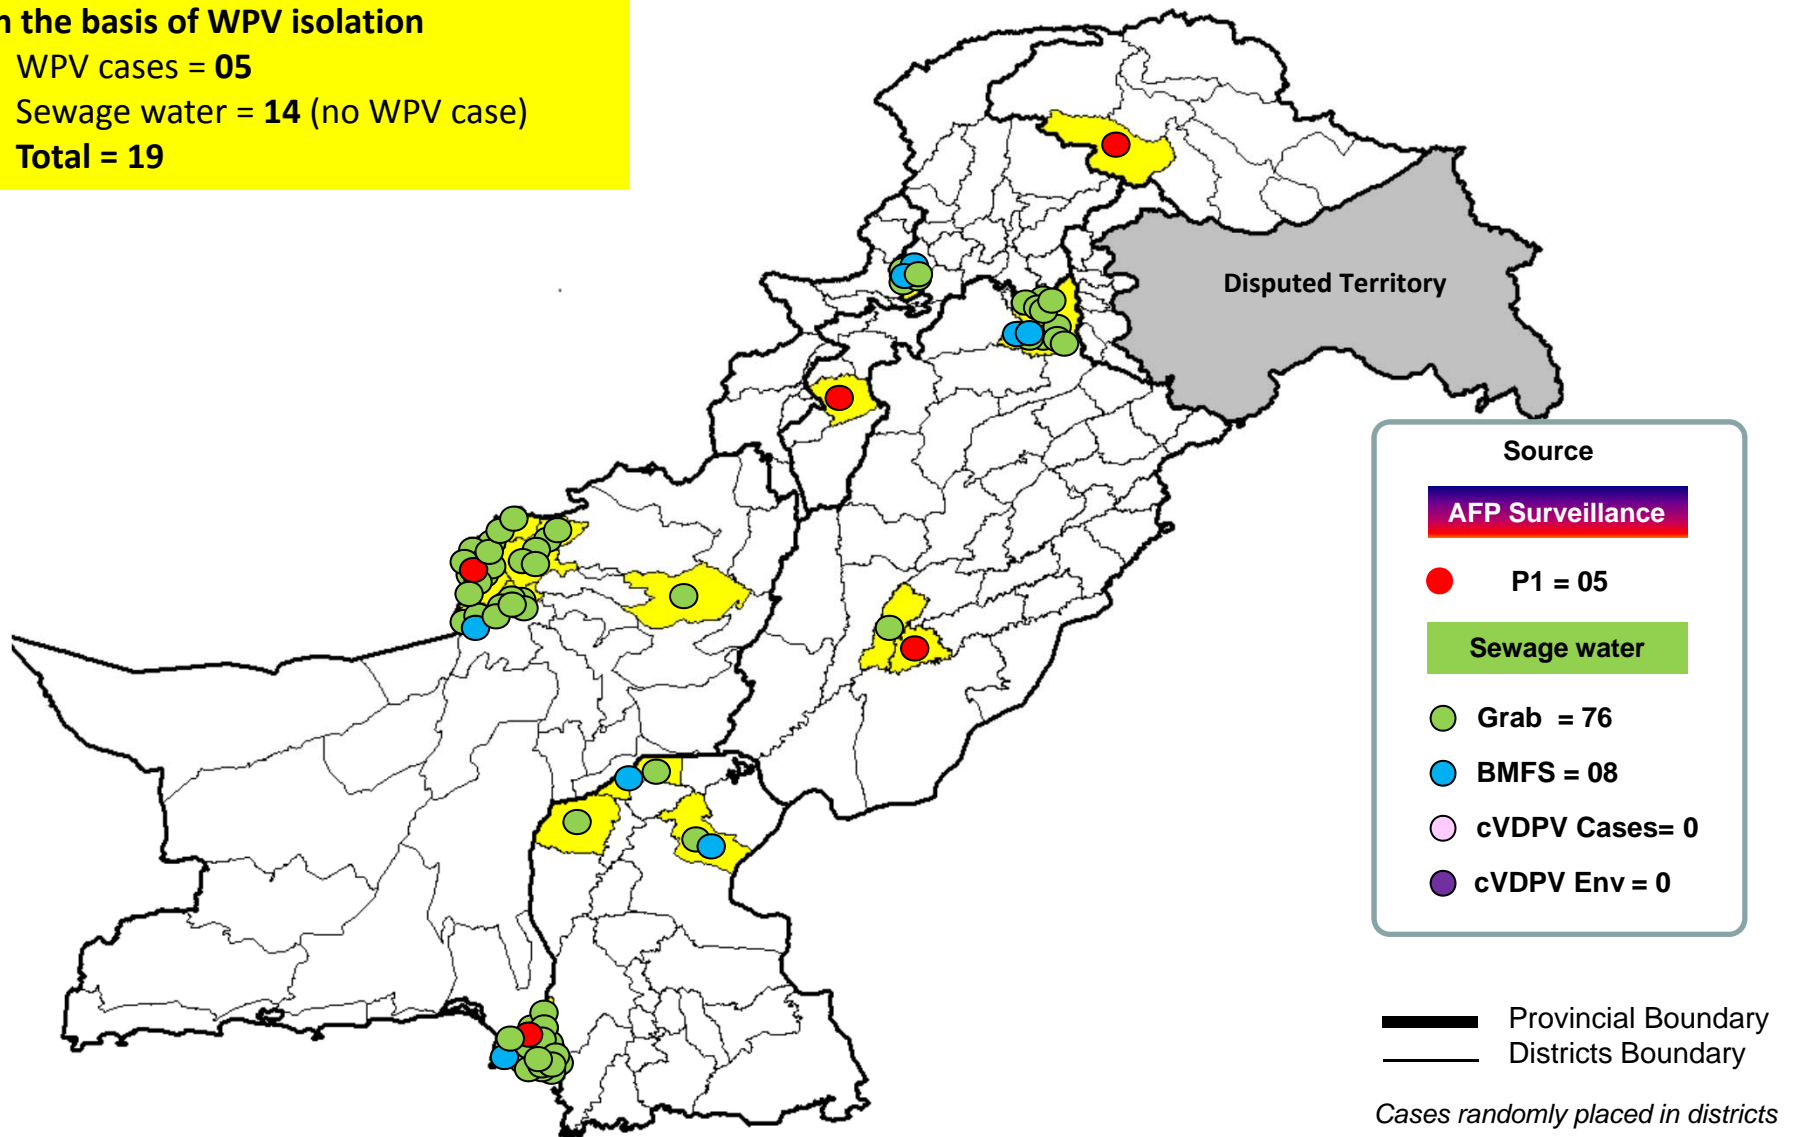 the basis of WPV isolation
WPV cases = 05
Sewage water = 14 (no WPV case)
Total = 19
Disputed Territory
Source
AFP Surveillance
P1 = 05
Sewage water
Grab = 76
BMFS = 08
cVDPV Cases= 0
cVDPV Env = 0
Provincial Boundary
Districts Boundary
Cases randomly placed in districts